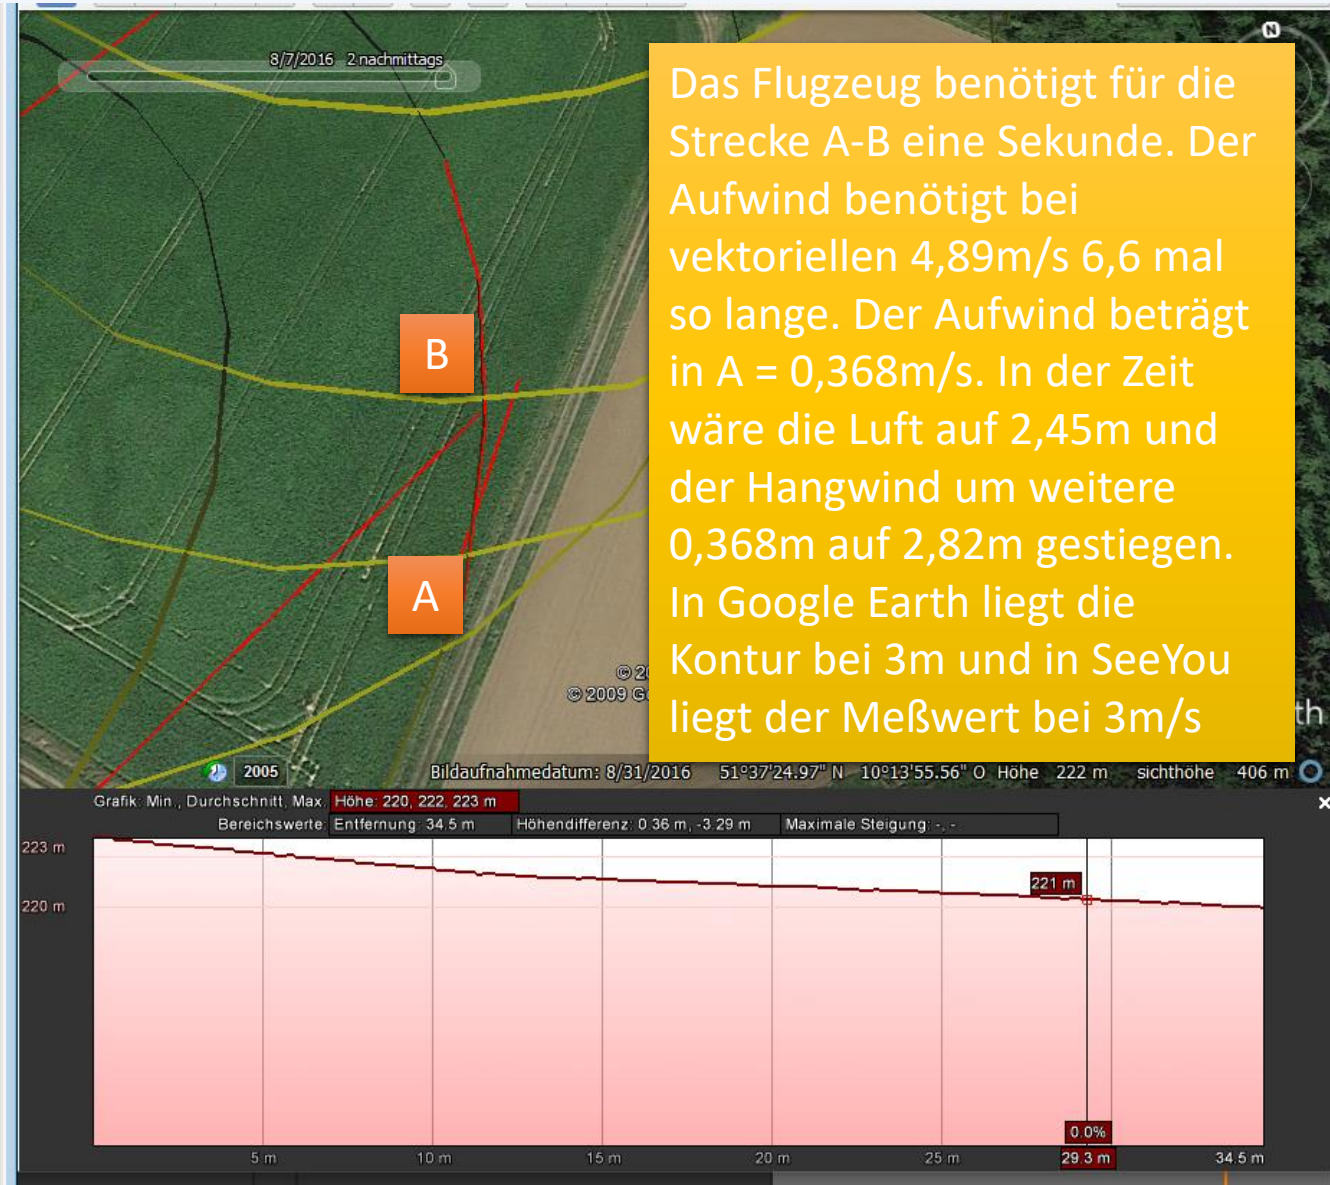 8/7/2016 2 nachmittags
Das Flugzeug benötigt für die
Strecke A-B eine Sekunde. Der
Aufwind benötigt bei
vektoriellen 4,89m/s 6,6 mal
so lange. Der Aufwind beträgt
in A = 0,368m/s. In der Zeit
wäre die Luft auf 2,45m und
der Hangwind um weitere
0,368m auf 2,82m gestiegen.
In Google Earth liegt die
Kontur bei 3m und in SeeYou
liegt der Meßwert bei 3m/s
N
B
A
© 2009
2005
Bildaufnahmedatum: 8/31/2016 51°37'24.97" N 10°13'55.56" O Höhe 222 m sichthöhe 406 m
Grafik: Min., Durchschnitt, Max. Höhe: 220, 222, 223 m
Bereichswerte: Entfernung: 34.5 m Höhendifferenz: 0.36 m, -3.29 m Maximale Steigung: -, -
223 m
221 m
220 m
0.0%
5 m 10 m 15 m 20 m 25 m 29.3 m 34.5 m